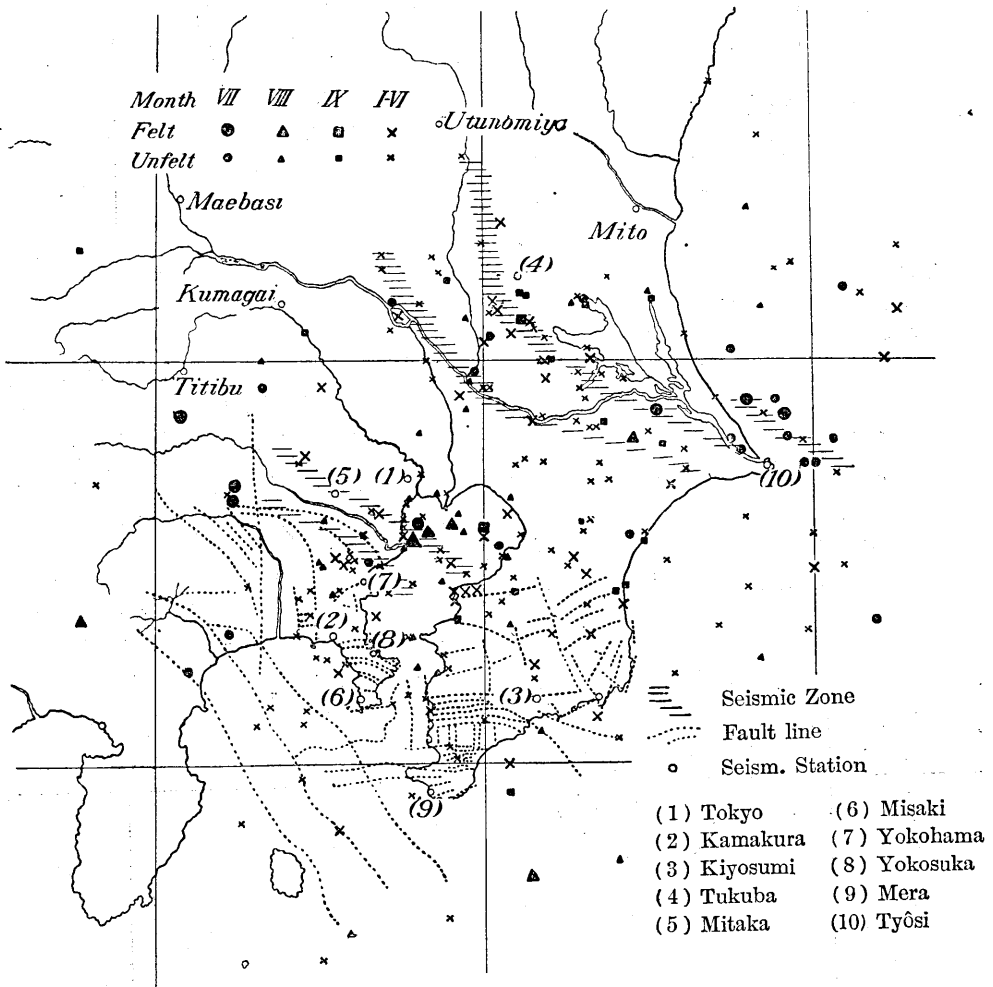 Month VII VIII IX I-VI
Felt
Unfelt
Utunomiya
Maebasi
Mito
(4)
Kumagai
Titibu
(5) (1)
(10)
(7)
(2)
(8)
(6)
(3)
(9)
Seismic Zone
Fault line
Seism. Station
(1) Tokyo (6) Misaki
(2) Kamakura (7) Yokohama
(3) Kiyosumi (8) Yokosuka
(4) Tukuba (9) Mera
(5) Mitaka (10) Tyôsi